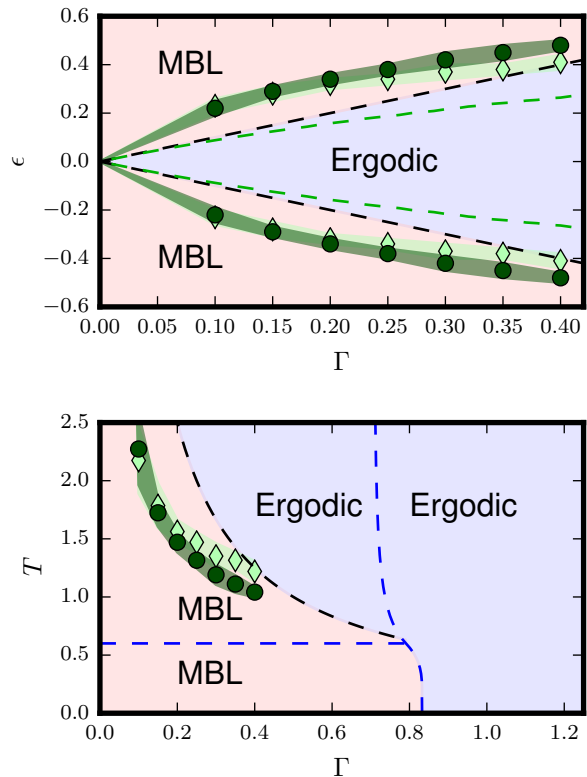 0.6
0.4
0.2
0.0
−0.2
−0.4
−0.6
ϵ
MBL
Ergodic
MBL
0.00 0.05 0.10 0.15 0.20 0.25 0.30 0.35 0.40
Γ
2.5
2.0
1.5
1.0
0.5
0.0
T
Ergodic Ergodic
MBL
MBL
0.0 0.2 0.4 0.6 0.8 1.0 1.2
Γ